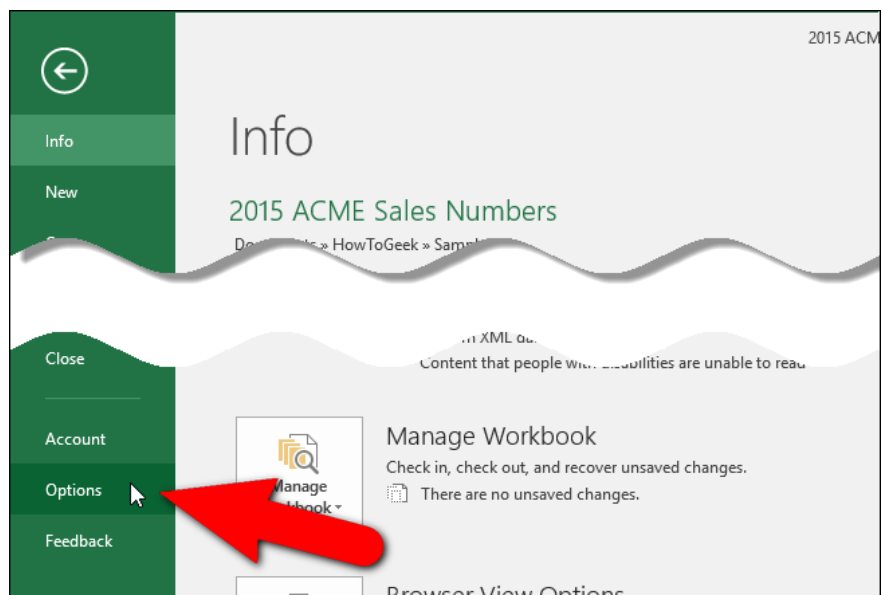 2015 ACM
Info
New
Info
2015 ACME Sales Numbers
» HowToGeek »
Close
XML
Content that people are unable to read
Account
Options
Feedback
Manage Workbook
Check in, check out, and recover unsaved changes.
There are no unsaved changes.
Manage
Browser View Options